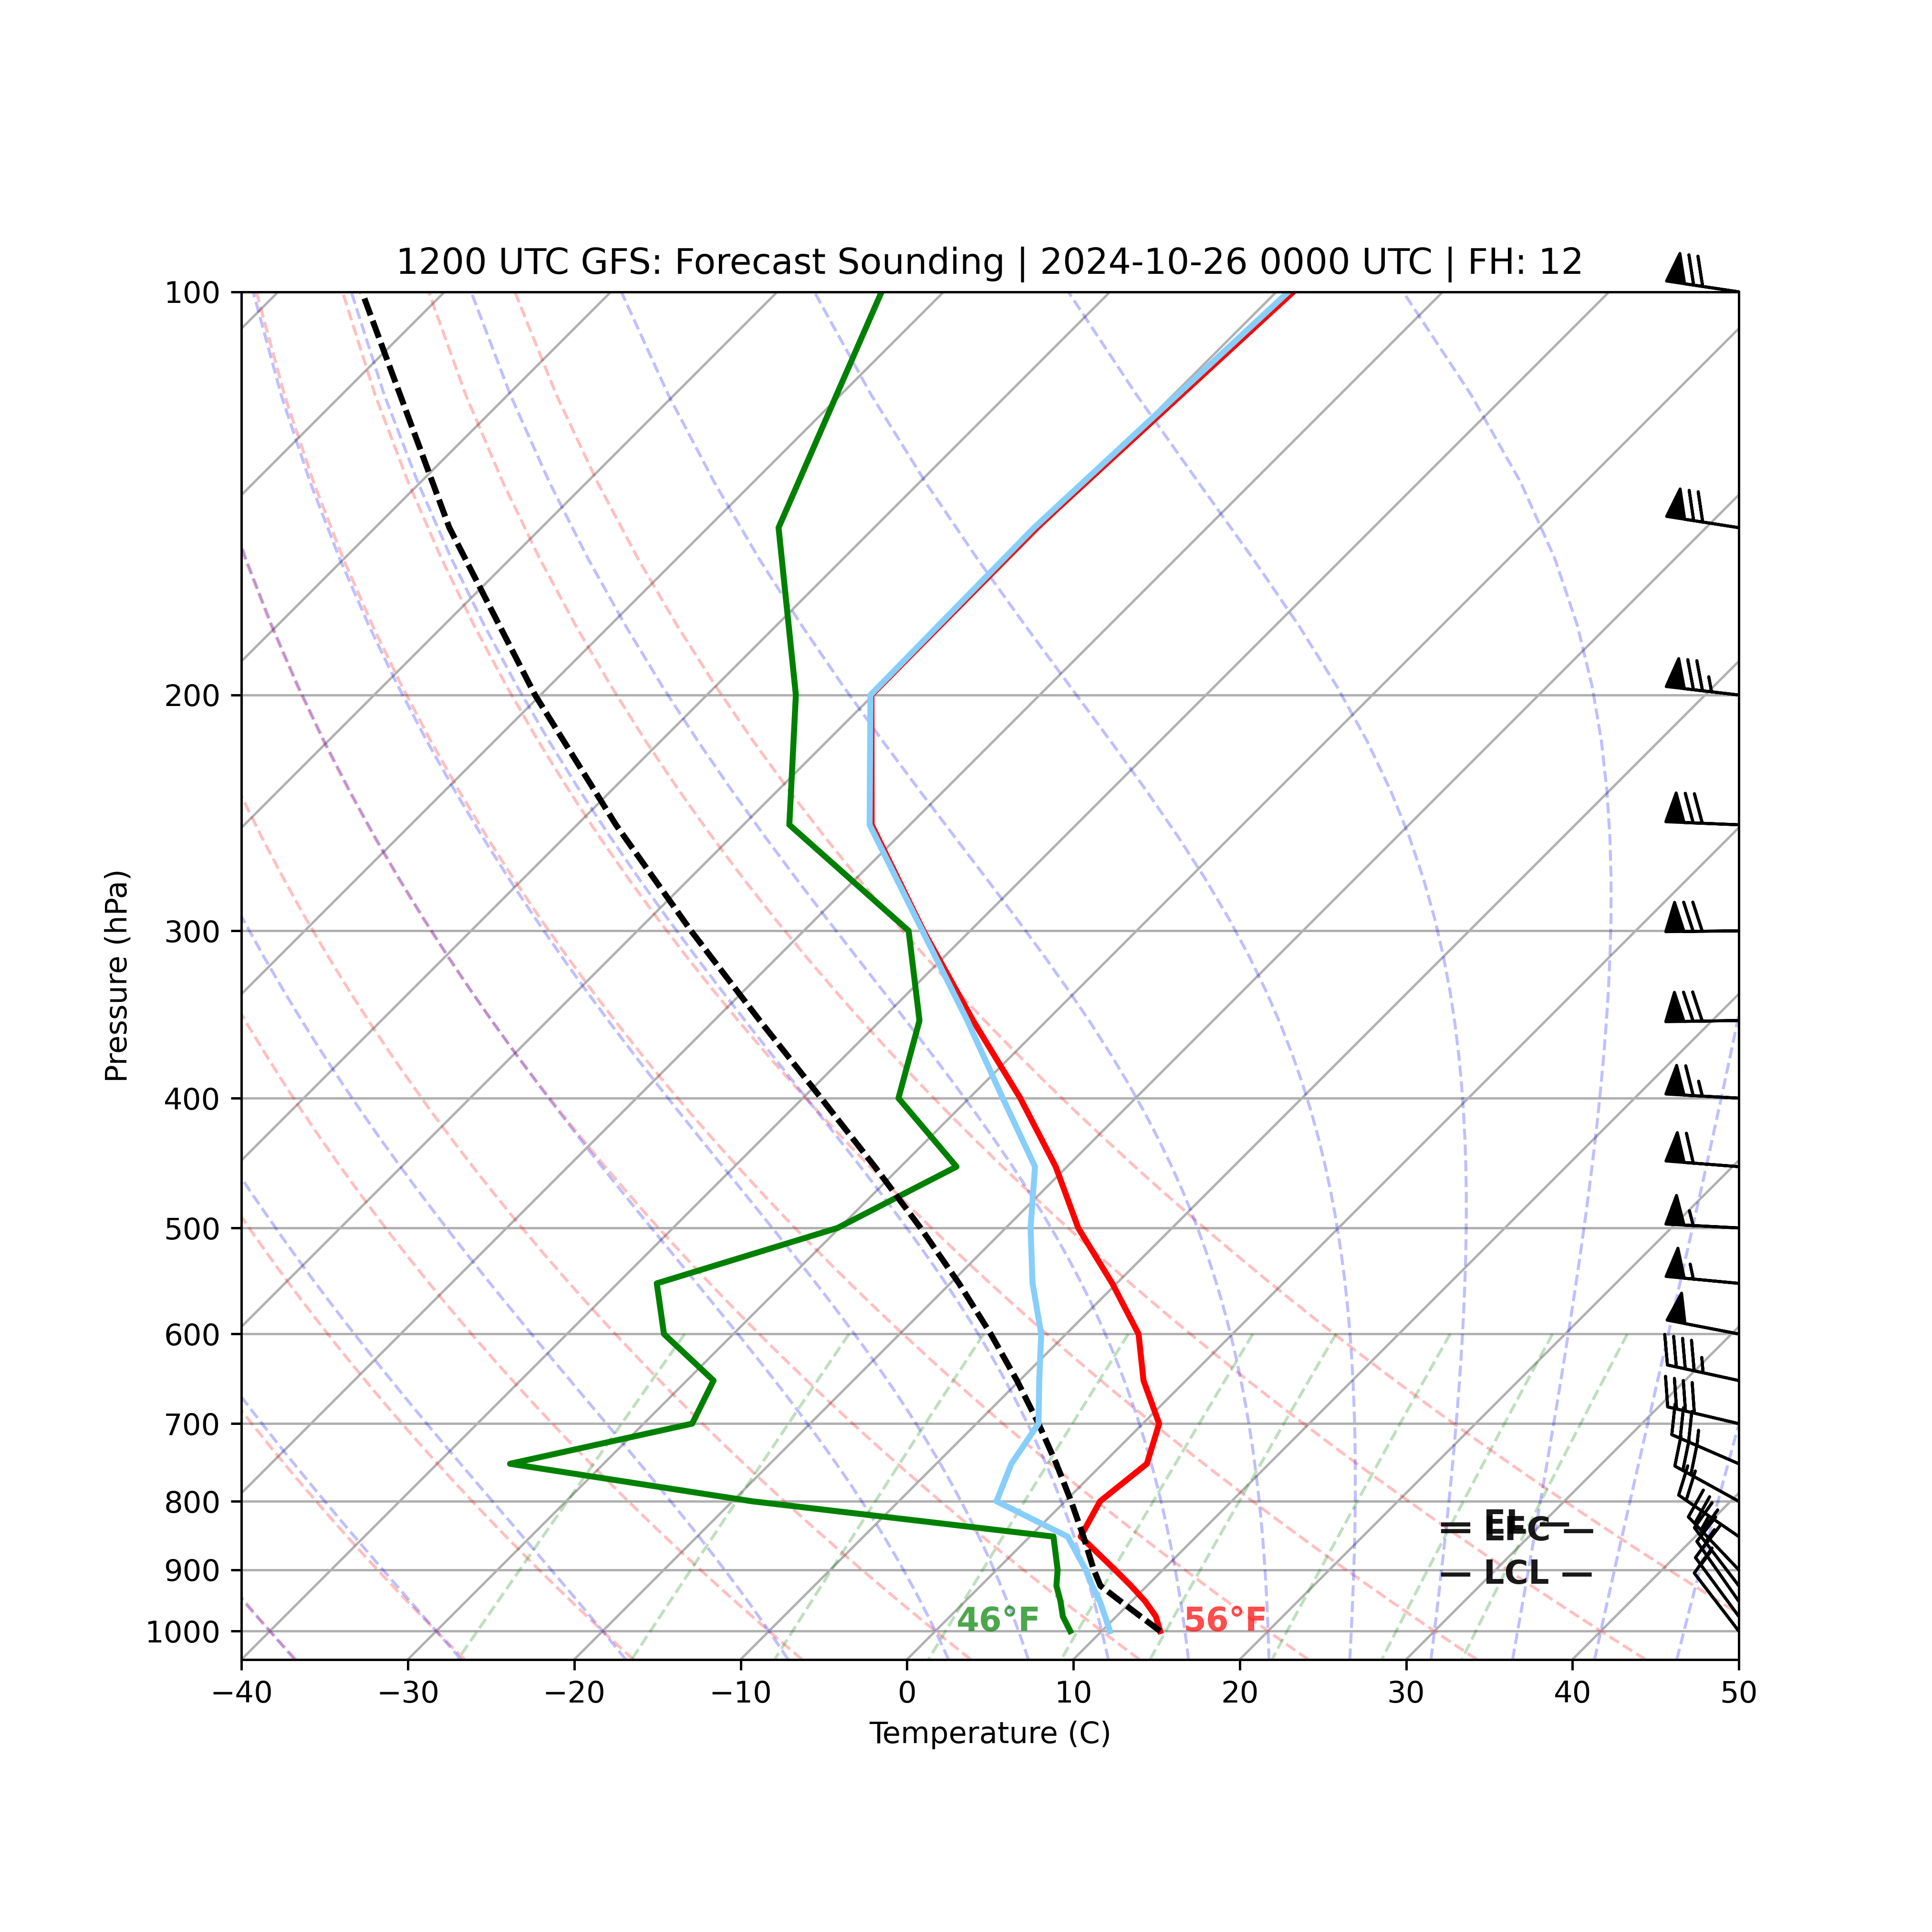 1200 UTC GFS: Forecast Sounding | 2024-10-26 0000 UTC | FH: 12
100
200
300
400
500
600
700
800
900
1000
Pressure (hPa)
— EL —
— LFC —
— LCL —
46°F
56°F
−40 −30 −20 −10 0 10 20 30 40 50
Temperature (C)